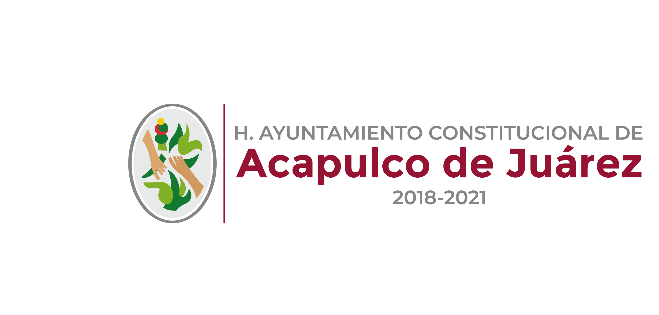 H. AYUNTAMIENTO CONSTITUCIONAL DE
Acapulco de Juárez
2018-2021